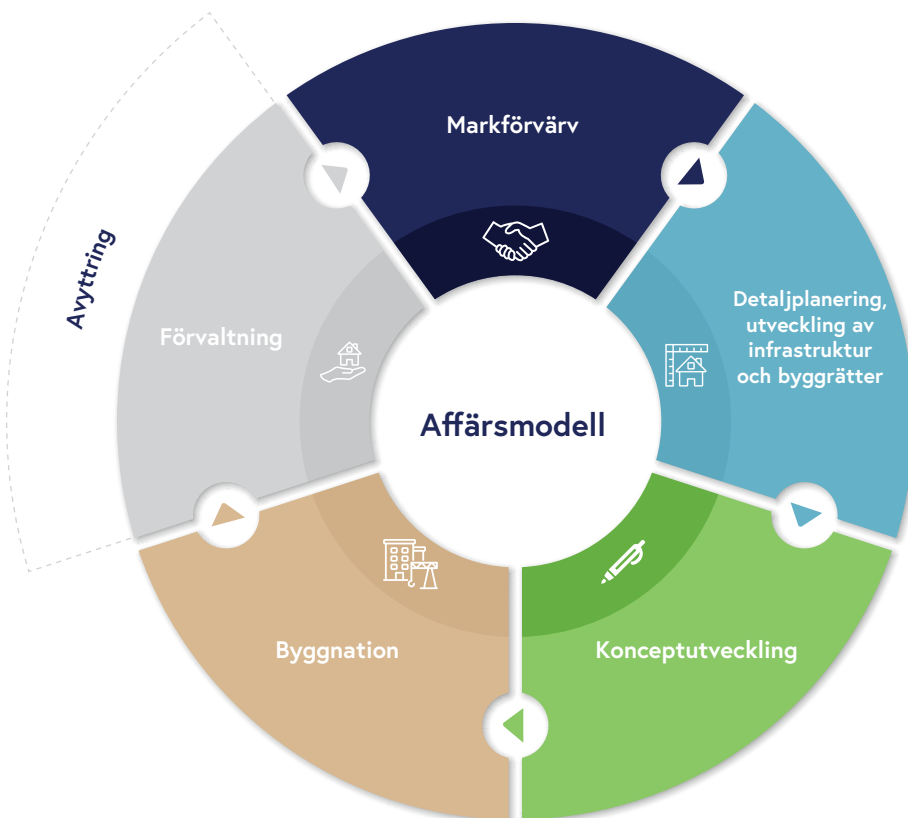 Markförvärv
Detaljplanering,
utveckling av
infrastruktur
och byggrätter
Konceptutveckling
Byggnation
Förvaltning
Avyttring
Affärsmodell